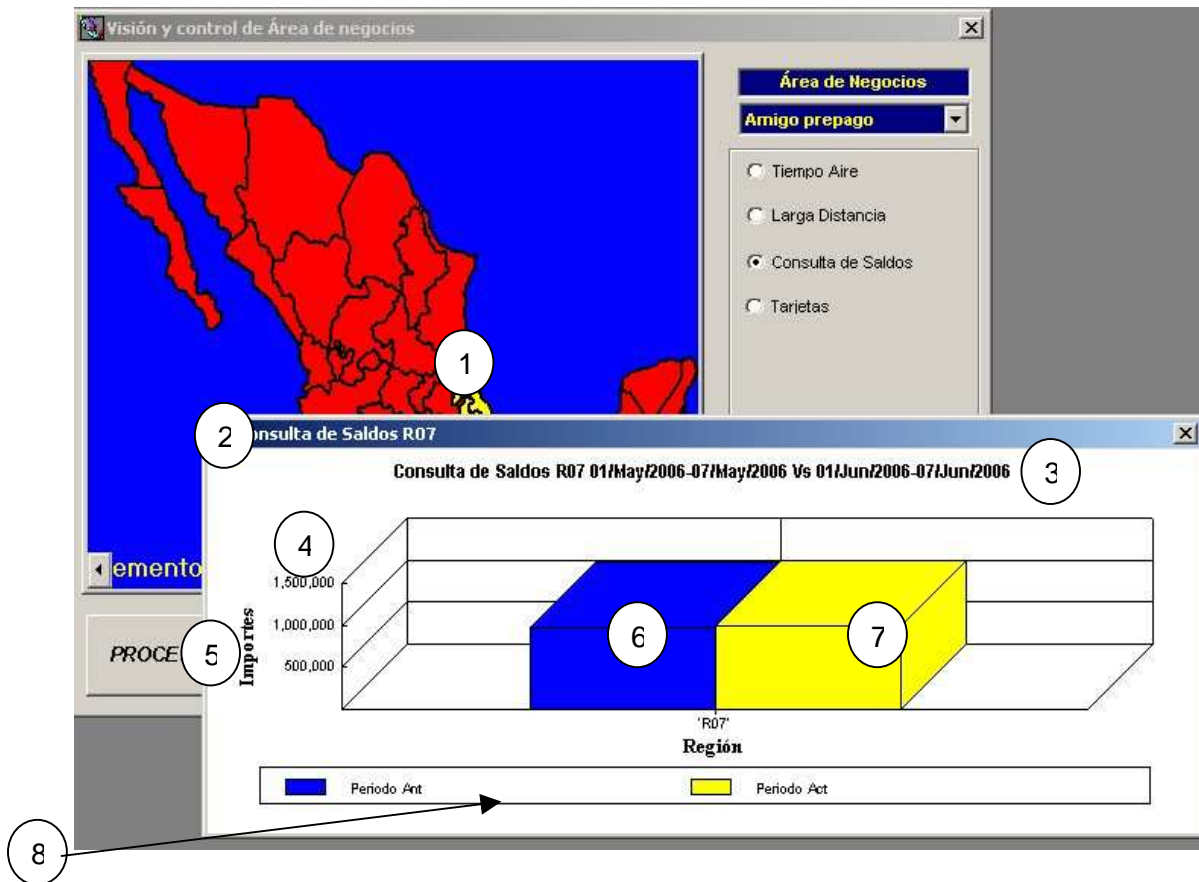 Visión y control de Área de negocios
Área de Negocios
Amigo prepago
Tiempo Aire
Larga Distancia
Consulta de Saldos
Tarjetas
1
2
onsulta de Saldos R07
Consulta de Saldos R07 01/May/2006-07/May/2006 Vs 01/Jun/2006-07/Jun/2006
3
4
emento
1,500,000
1,000,000
500,000
Importes
PROCE
5
6
7
'R07'
Región
Periodo Ant
Periodo Act
8